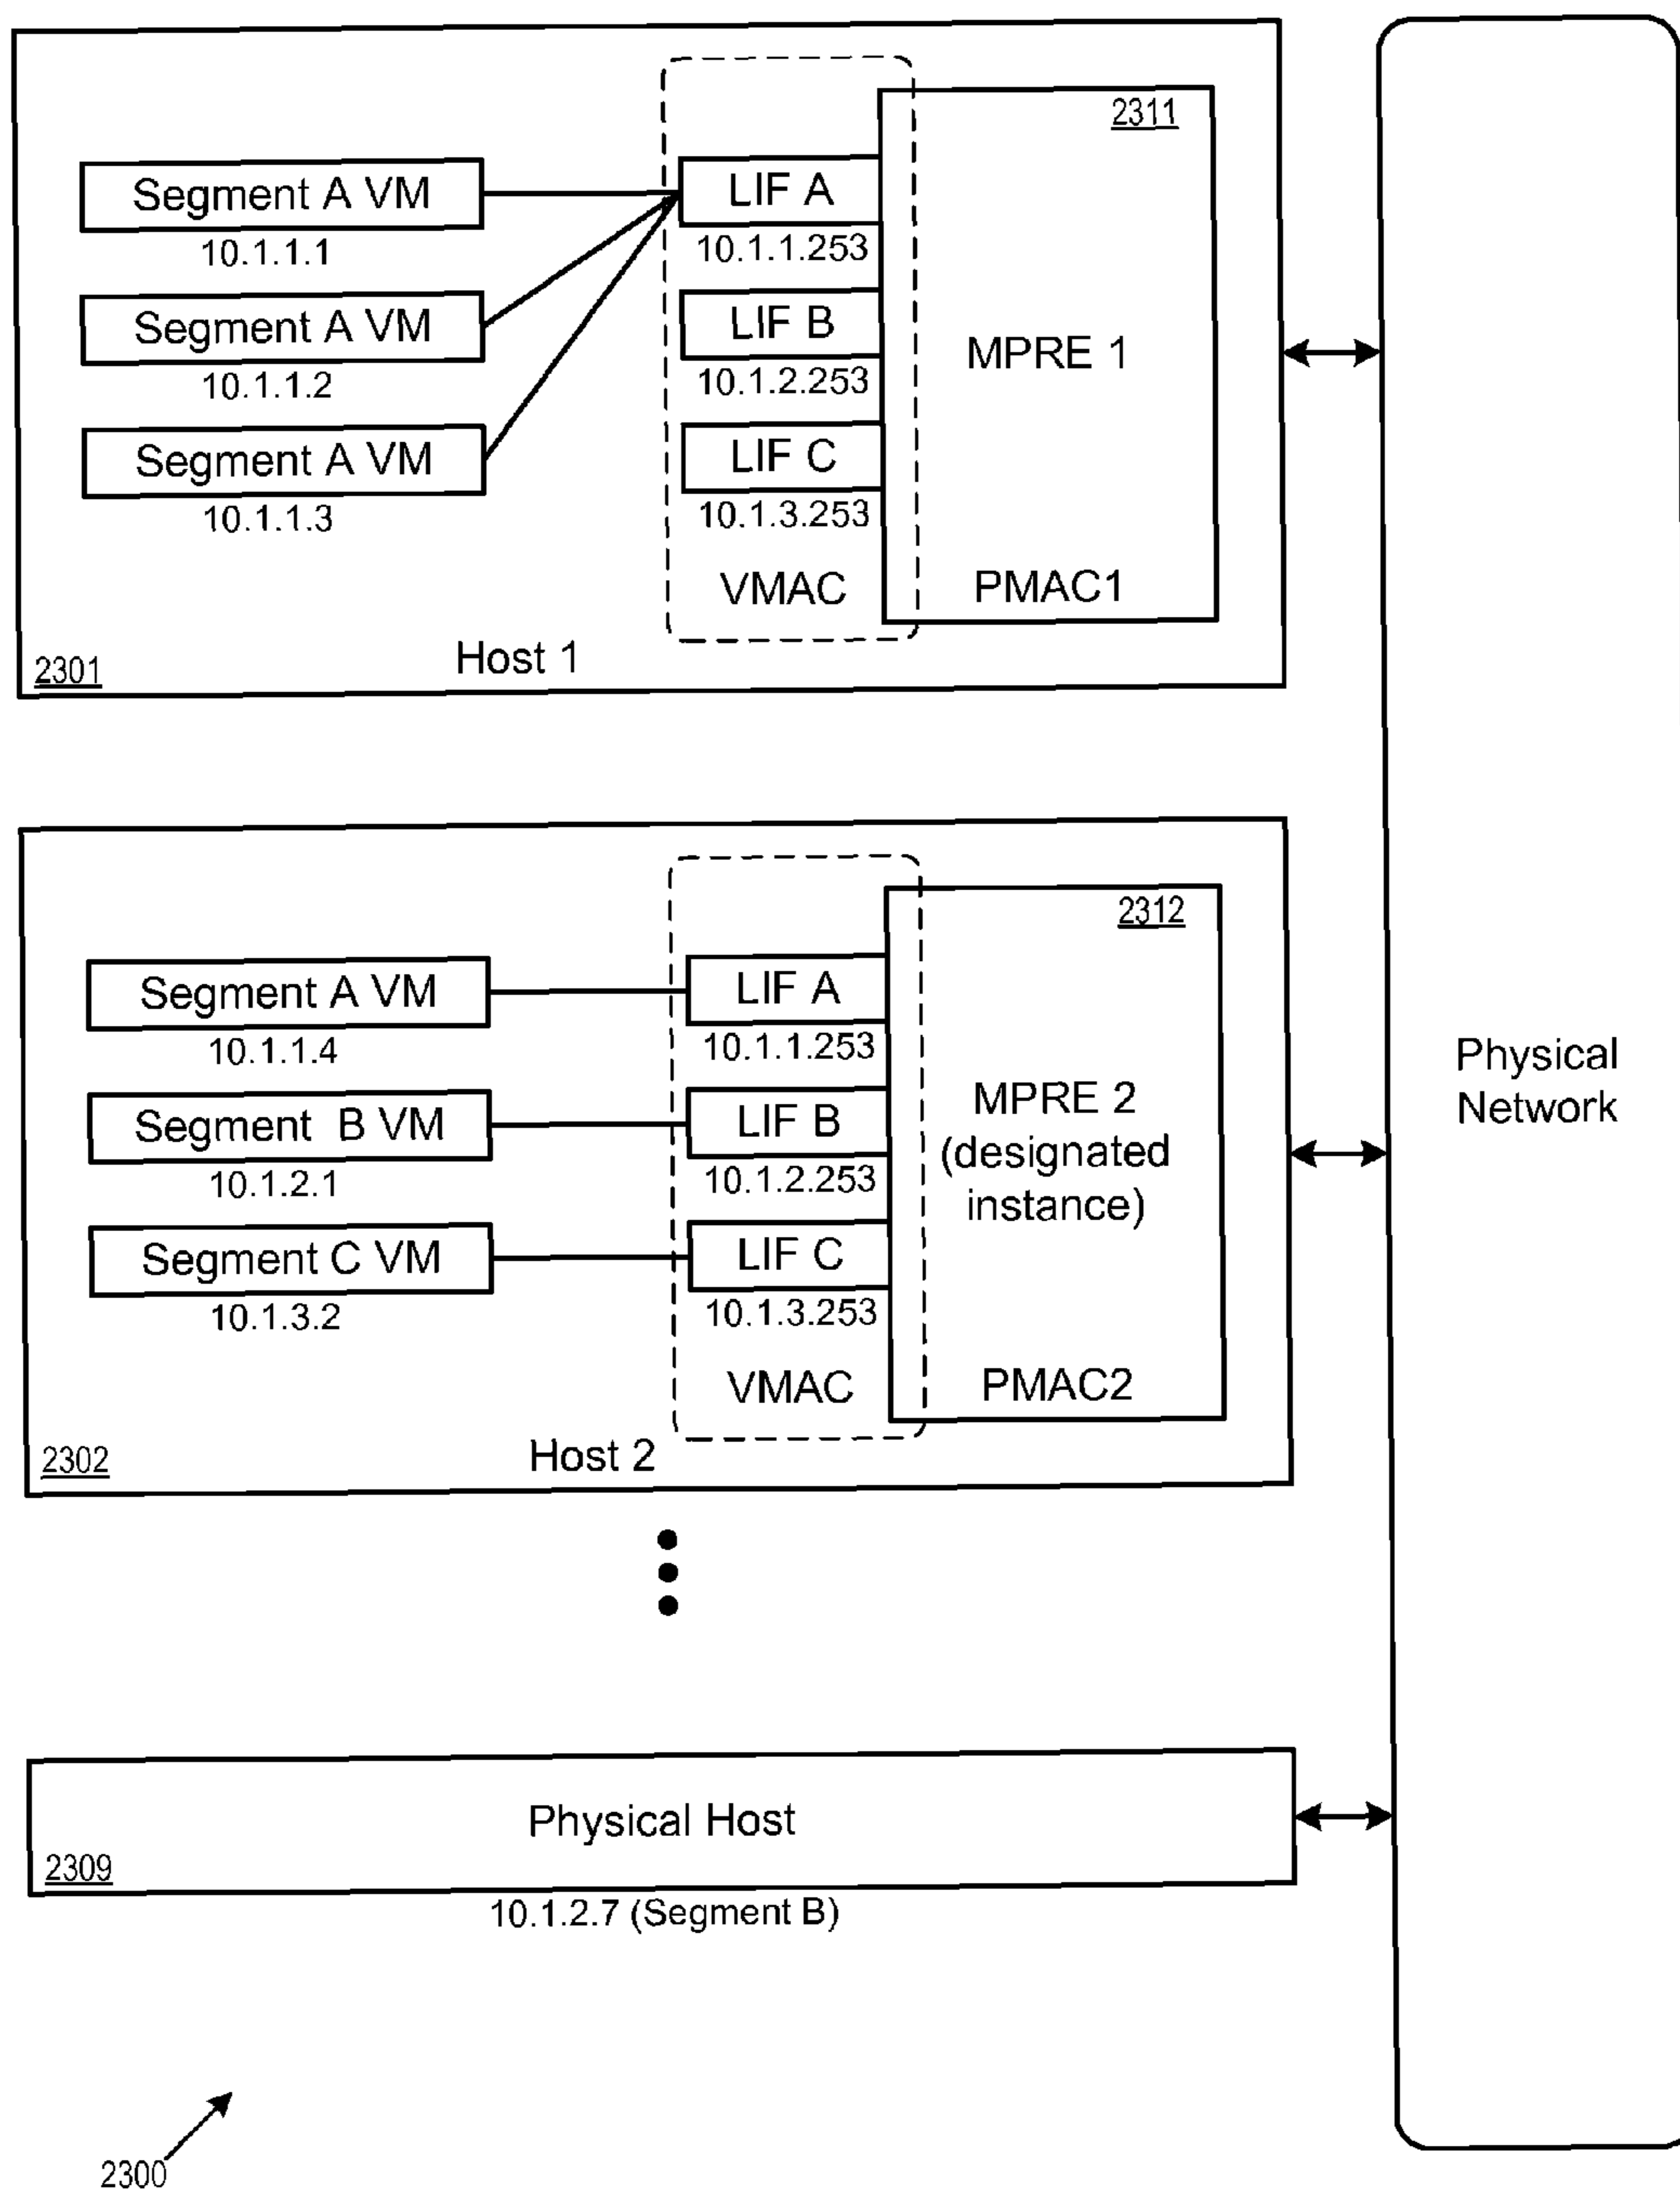 2311
Segment A VM
LIF A
10.1.1.1
10.1.1.253
Segment A VM
LIF B
MPRE 1
10.1.1.2
10.1.2.253
Segment A VM
LIF C
10.1.1.3
10.1.3.253
VMAC
PMAC1
2301
Host 1
2312
Segment A VM
LIF A
10.1.1.4
10.1.1.253
Segment B VM
LIF B
MPRE 2
(designated
instance)
10.1.2.1
10.1.2.253
Segment C VM
LIF C
10.1.3.2
10.1.3.253
VMAC
PMAC2
2302
Host 2
Physical
Network
Physical Host
2309
10.1.2.7 (Segment B)
2300